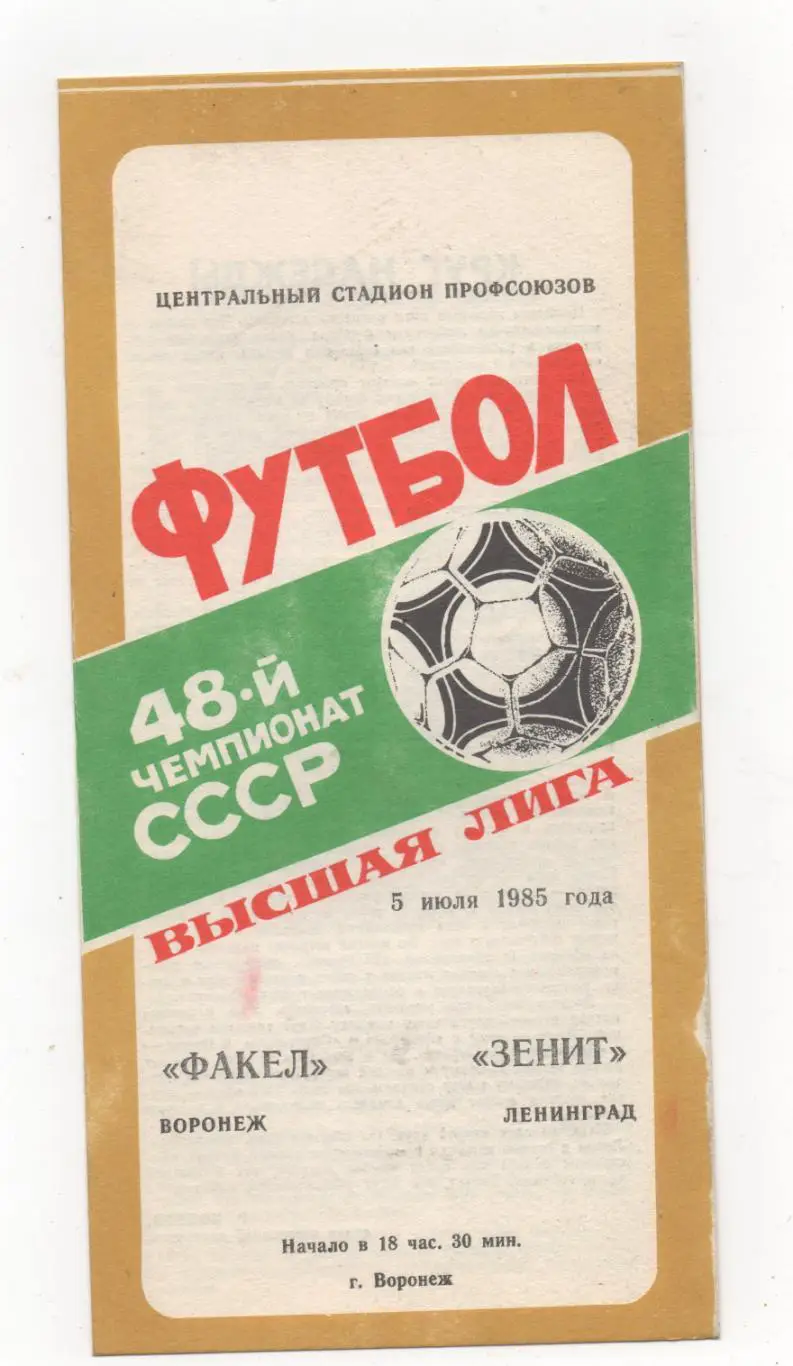 ЦЕНТРАЛЬНЫЙ СТАДИОН ПРОФСОЮЗОВ
ФУТБОЛ
48-Й
ЧЕМПИОНАТ
СССР
ВЫСШАЯ ЛИГА
5 июля 1985 года
«ФАКЕЛ» «ЗЕНИТ»
ВОРОНЕЖ ЛЕНИНГРАД
Начало в 18 час. 30 мин.
г. Воронеж